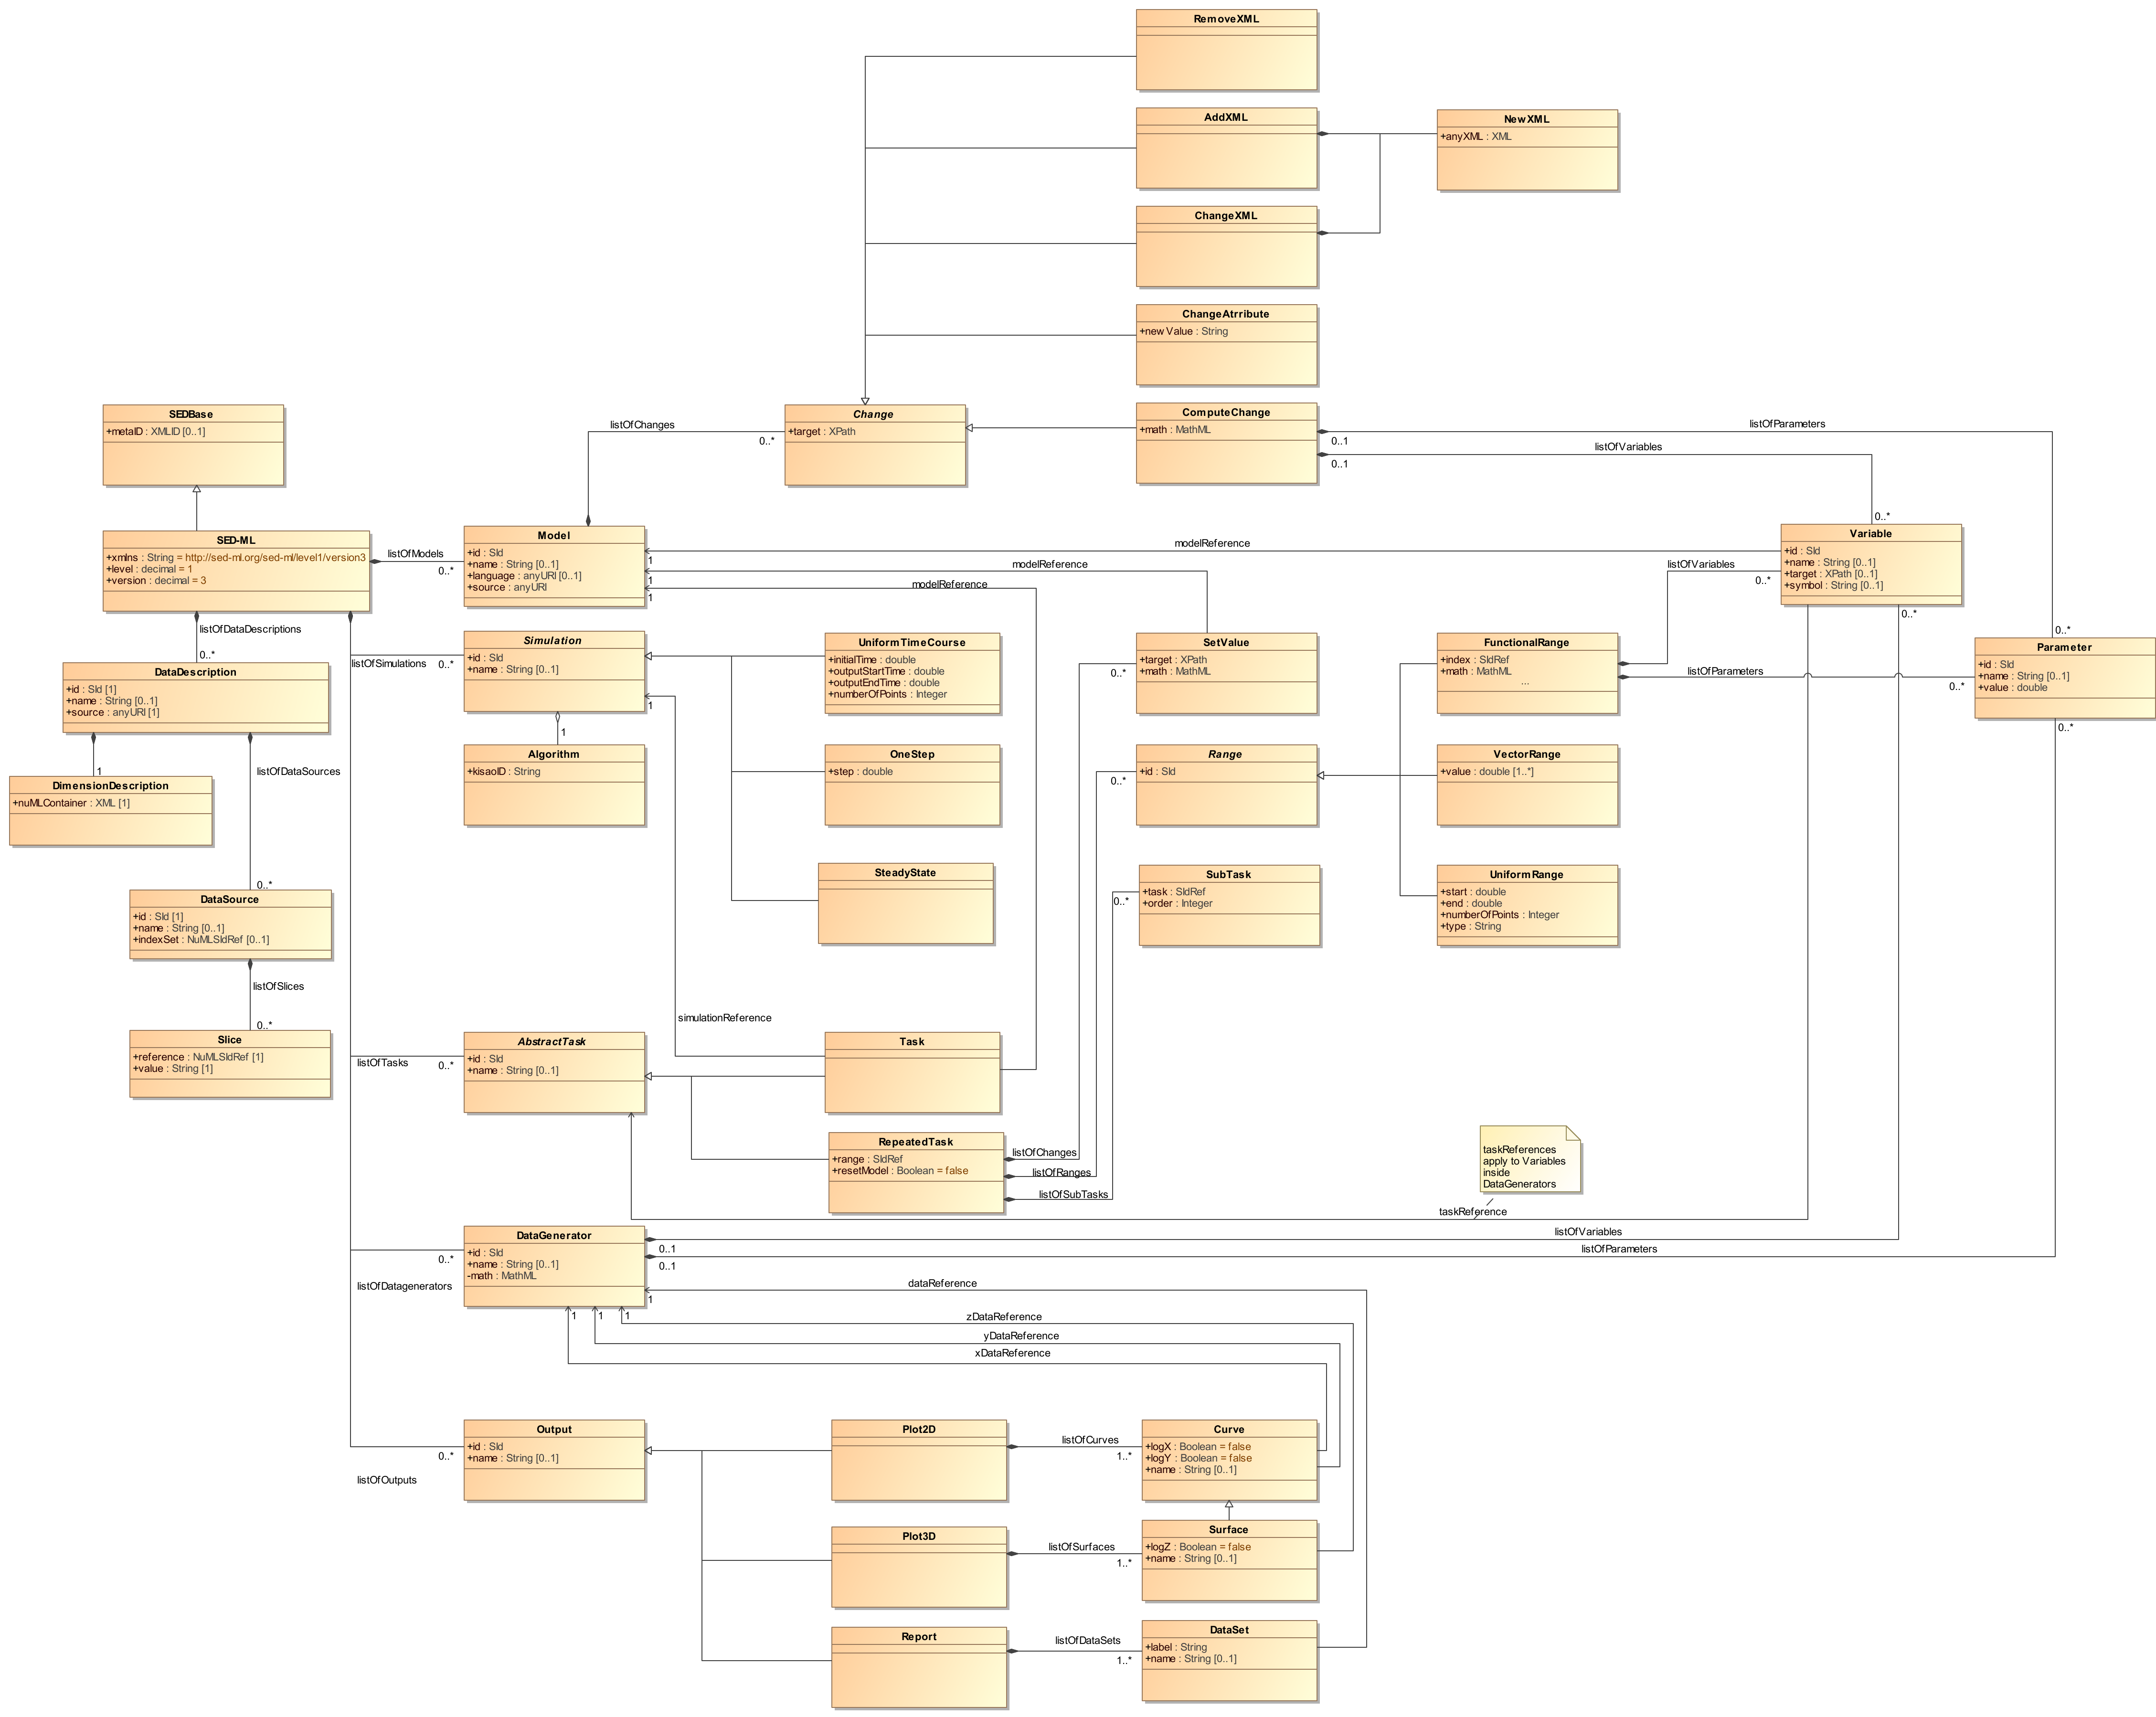 RemoveXML
AddXML
NewXML
+anyXML : XML
ChangeXML
ChangeAtrribute
+new Value : String
SEDBase
+metaID : XMLID [0..1]
Change
+target : XPath
listOfChanges
0..*
ComputeChange
+math : MathML
0..1
0..1
listOfParameters
listOfVariables
0..*
SED-ML
+xmlns : String = http://sed-ml.org/sed-ml/level1/version3
+level : decimal = 1
+version : decimal = 3
listOfModels
0..*
Model
+id : SId
+name : String [0..1]
+language : anyURI [0..1]
+source : anyURI
1
1
1
modelReference
modelReference
modelReference
Variable
+id : SId
+name : String [0..1]
+target : XPath [0..1]
+symbol : String [0..1]
listOfVariables
0..*
0..*
0..*
listOfDataDescriptions
0..*
listOfSimulations
0..*
Simulation
+id : SId
+name : String [0..1]
1
1
UniformTimeCourse
+initialTime : double
+outputStartTime : double
+outputEndTime : double
+numberOfPoints : Integer
SetValue
+target : XPath
+math : MathML
0..*
FunctionalRange
+index : SIdRef
+math : MathML
...
listOfParameters
0..*
Parameter
+id : SId
+name : String [0..1]
+value : double
0..*
DataDescription
+id : SId [1]
+name : String [0..1]
+source : anyURI [1]
1
listOfDataSources
DimensionDescription
+nuMLContainer : XML [1]
Algorithm
+kisaoID : String
OneStep
+step : double
Range
+id : SId
0..*
VectorRange
+value : double [1..*]
SteadyState
SubTask
+task : SIdRef
+order : Integer
0..*
UniformRange
+start : double
+end : double
+numberOfPoints : Integer
+type : String
0..*
DataSource
+id : SId [1]
+name : String [0..1]
+indexSet : NuMLSIdRef [0..1]
listOfSlices
0..*
Slice
+reference : NuMLSIdRef [1]
+value : String [1]
simulationReference
listOfTasks
0..*
AbstractTask
+id : SId
+name : String [0..1]
Task
RepeatedTask
+range : SIdRef
+resetModel : Boolean = false
listOfChanges
listOfRanges
listOfSubTasks
taskReferences
apply to Variables
inside
DataGenerators
taskReference
DataGenerator
+id : SId
+name : String [0..1]
-math : MathML
0..*
listOfDatagenerators
0..1
0..1
listOfVariables
listOfParameters
dataReference
1
1
1
1
zDataReference
yDataReference
xDataReference
Output
+id : SId
+name : String [0..1]
0..*
listOfOutputs
Plot2D
listOfCurves
1..*
Curve
+logX : Boolean = false
+logY : Boolean = false
+name : String [0..1]
Plot3D
listOfSurfaces
1..*
Surface
+logZ : Boolean = false
+name : String [0..1]
Report
listOfDataSets
1..*
DataSet
+label : String
+name : String [0..1]